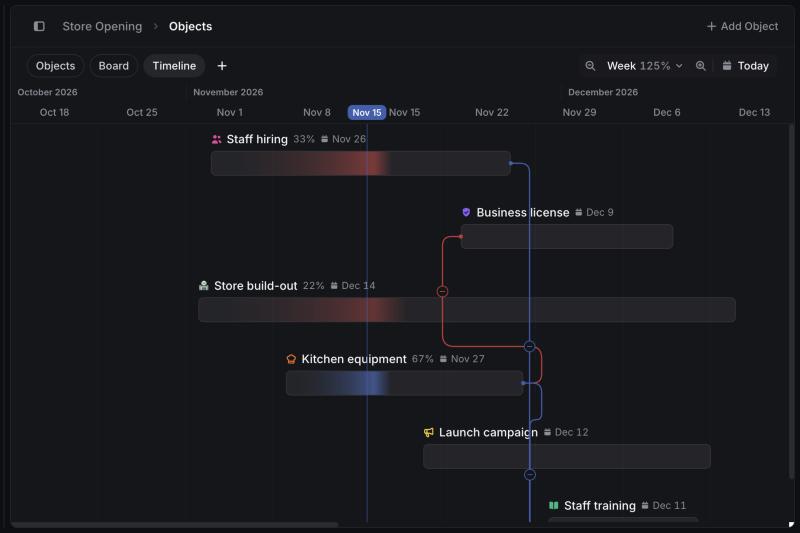 Store Opening > Objects
+ Add Object
Objects Board Timeline +
Week 125% Today
October 2026 November 2026 December 2026
Oct 18 Oct 25 Nov 1 Nov 8 Nov 15 Nov 15 Nov 22 Nov 29 Dec 6 Dec 13
Staff hiring 33% Nov 26
Business license Dec 9
Store build-out 22% Dec 14
Kitchen equipment 67% Nov 27
Launch campaign Dec 12
Staff training Dec 11